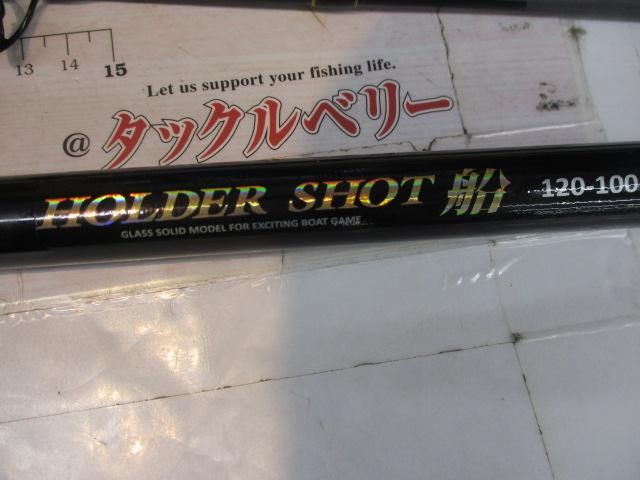 13 14 15
Let us support your fishing life.
@タックルベリー
HOLDER SHOT 船 120-100
GLASS SOLID MODEL FOR EXCITING BOAT GAME